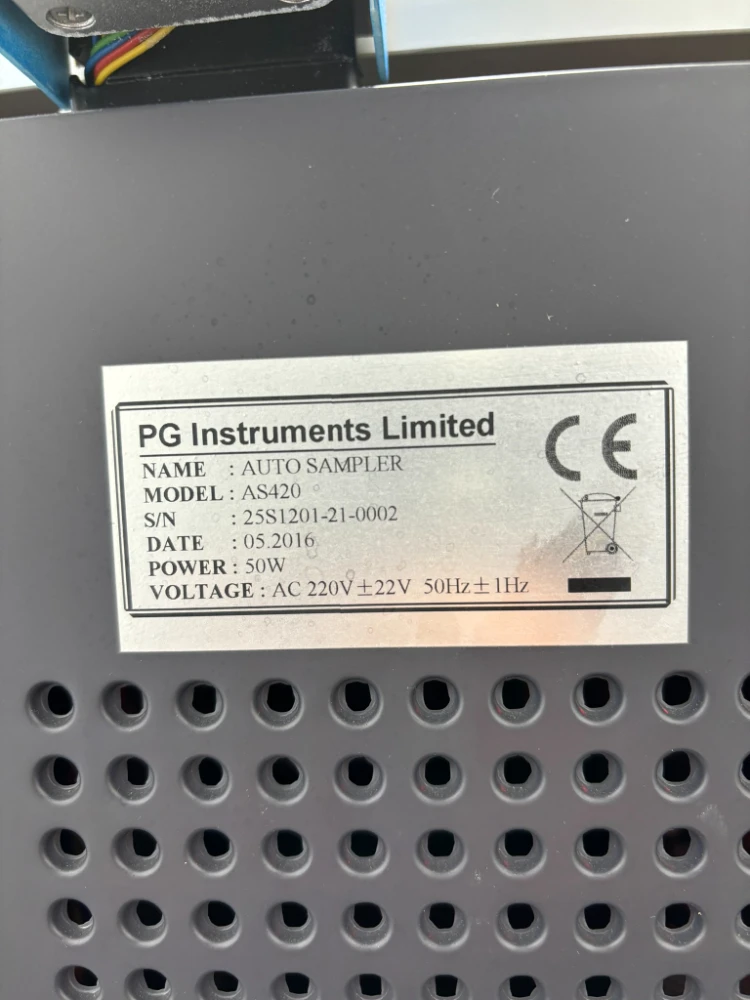 PG Instruments Limited
NAME : AUTO SAMPLER
MODEL : AS420
S/N : 25S1201-21-0002
DATE : 05.2016
POWER : 50W
VOLTAGE : AC 220V±22V 50Hz±1Hz
CE